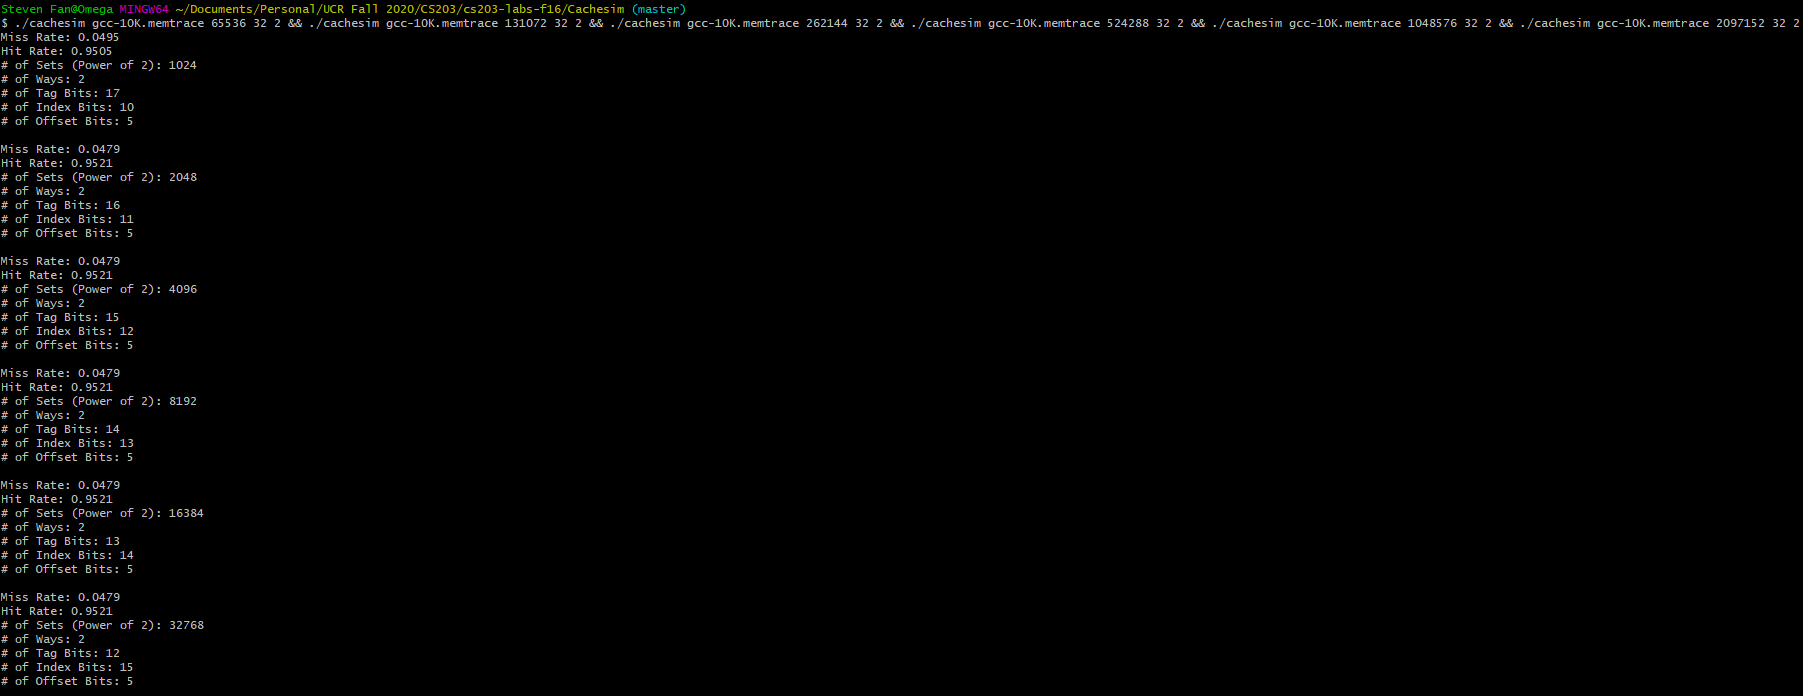 Steven Fan@Omega MINGW64 ~/Documents/Personal/UCR Fall 2020/CS203/cs203-labs-f16/Cachesim (master)
$ ./cachesim gcc-10K.memtrace 65536 32 2 && ./cachesim gcc-10K.memtrace 131072 32 2 && ./cachesim gcc-10K.memtrace 262144 32 2 && ./cachesim gcc-10K.memtrace 524288 32 2 && ./cachesim gcc-10K.memtrace 1048576 32 2 && ./cachesim gcc-10K.memtrace 2097152 32 2
Miss Rate: 0.0495
Hit Rate: 0.9505
# of Sets (Power of 2): 1024
# of Ways: 2
# of Tag Bits: 17
# of Index Bits: 10
# of Offset Bits: 5

Miss Rate: 0.0479
Hit Rate: 0.9521
# of Sets (Power of 2): 2048
# of Ways: 2
# of Tag Bits: 16
# of Index Bits: 11
# of Offset Bits: 5

Miss Rate: 0.0479
Hit Rate: 0.9521
# of Sets (Power of 2): 4096
# of Ways: 2
# of Tag Bits: 15
# of Index Bits: 12
# of Offset Bits: 5

Miss Rate: 0.0479
Hit Rate: 0.9521
# of Sets (Power of 2): 8192
# of Ways: 2
# of Tag Bits: 14
# of Index Bits: 13
# of Offset Bits: 5

Miss Rate: 0.0479
Hit Rate: 0.9521
# of Sets (Power of 2): 16384
# of Ways: 2
# of Tag Bits: 13
# of Index Bits: 14
# of Offset Bits: 5

Miss Rate: 0.0479
Hit Rate: 0.9521
# of Sets (Power of 2): 32768
# of Ways: 2
# of Tag Bits: 12
# of Index Bits: 15
# of Offset Bits: 5